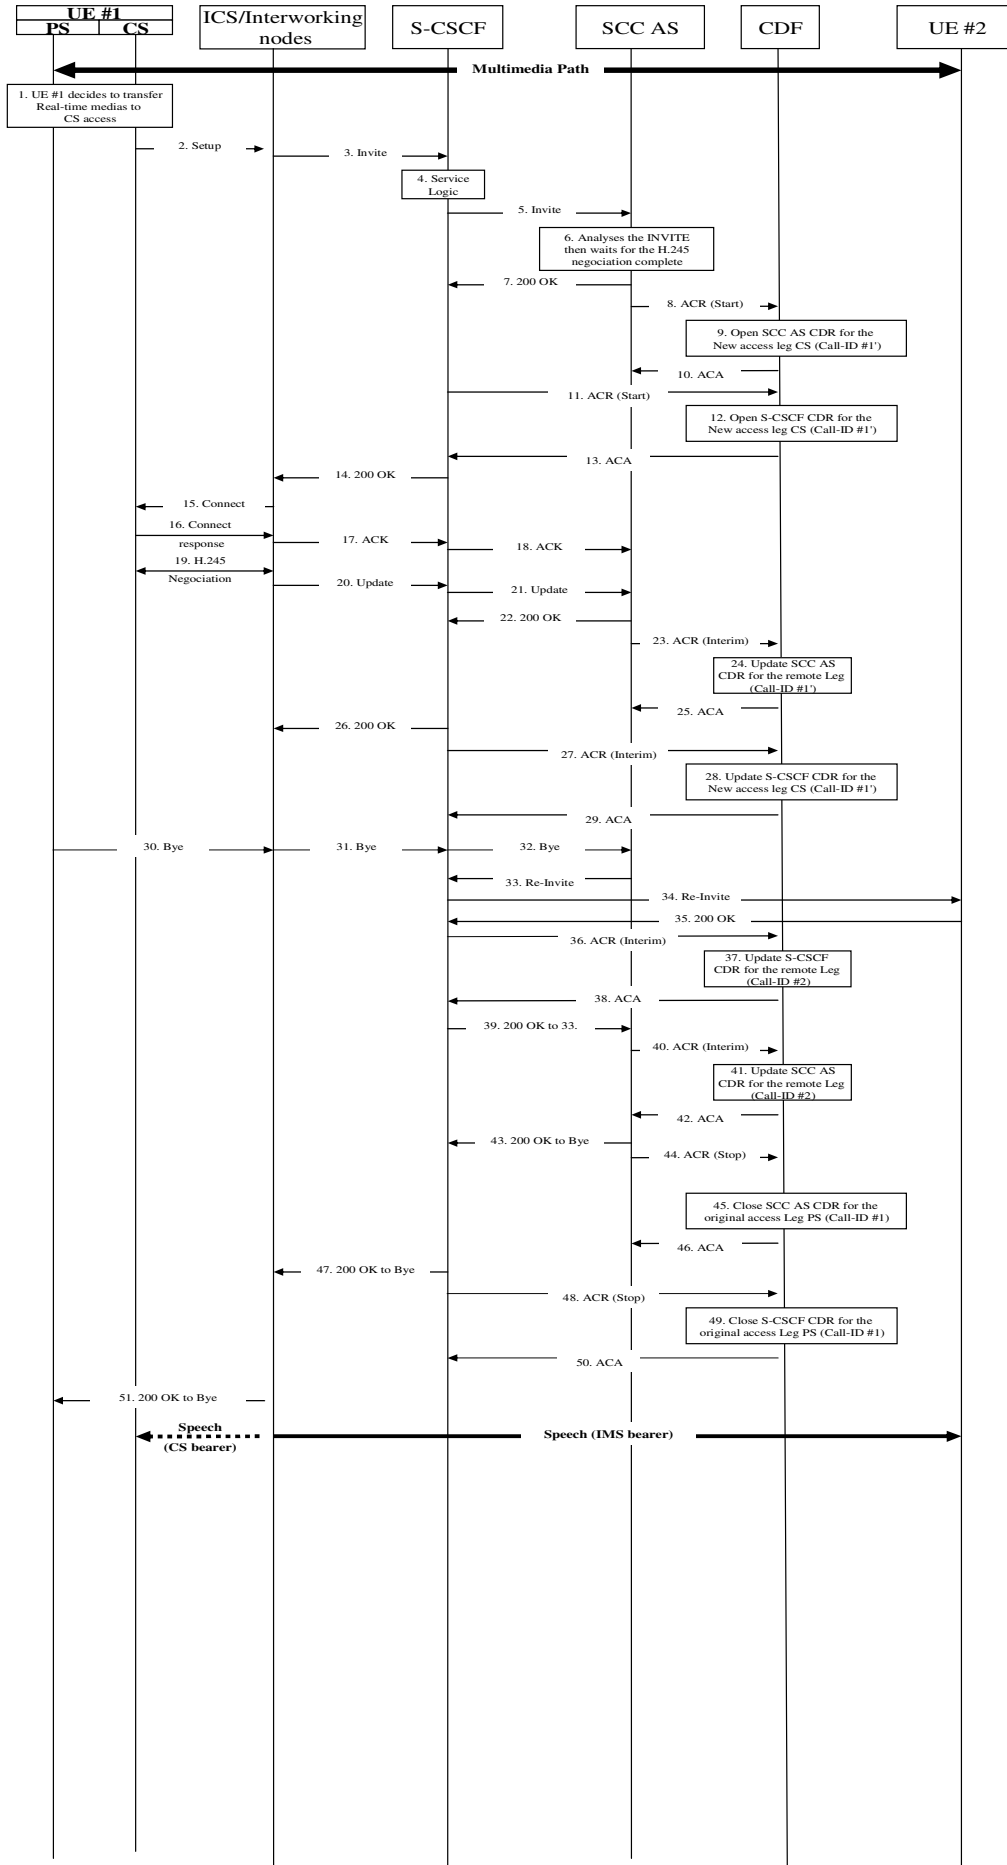 UE #1
PS CS
ICS/Interworking
nodes
S-CSCF
SCC AS
CDF
UE #2
Multimedia Path
1. UE #1 decides to transfer
Real-time medias to
CS access
2. Setup
3. Invite
4. Service
Logic
5. Invite
6. Analyses the INVITE
then waits for the H.245
negociation complete
7. 200 OK
8. ACR (Start)
9. Open SCC AS CDR for the
New access leg CS (Call-ID #1')
10. ACA
11. ACR (Start)
12. Open S-CSCF CDR for the
New access leg CS (Call-ID #1')
13. ACA
14. 200 OK
15. Connect
16. Connect
response
17. ACK
18. ACK
19. H.245
Negociation
20. Update
21. Update
22. 200 OK
23. ACR (Interim)
24. Update SCC AS
CDR for the remote Leg
(Call-ID #1')
25. ACA
26. 200 OK
27. ACR (Interim)
28. Update S-CSCF CDR for the
New access leg CS (Call-ID #1')
29. ACA
30. Bye
31. Bye
32. Bye
33. Re-Invite
34. Re-Invite
35. 200 OK
36. ACR (Interim)
37. Update S-CSCF
CDR for the remote Leg
(Call-ID #2)
38. ACA
39. 200 OK to 33.
40. ACR (Interim)
41. Update SCC AS
CDR for the remote Leg
(Call-ID #2)
42. ACA
43. 200 OK to Bye
44. ACR (Stop)
45. Close SCC AS CDR for the
original access Leg PS (Call-ID #1)
46. ACA
47. 200 OK to Bye
48. ACR (Stop)
49. Close S-CSCF CDR for the
original access Leg PS (Call-ID #1)
50. ACA
51. 200 OK to Bye
Speech
(CS bearer)
Speech (IMS bearer)